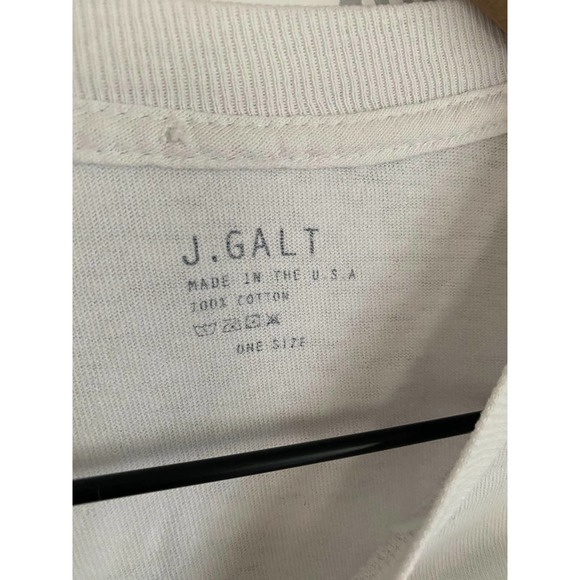 J.GALT
MADE IN THE U.S.A
100% COTTON
ONE SIZE